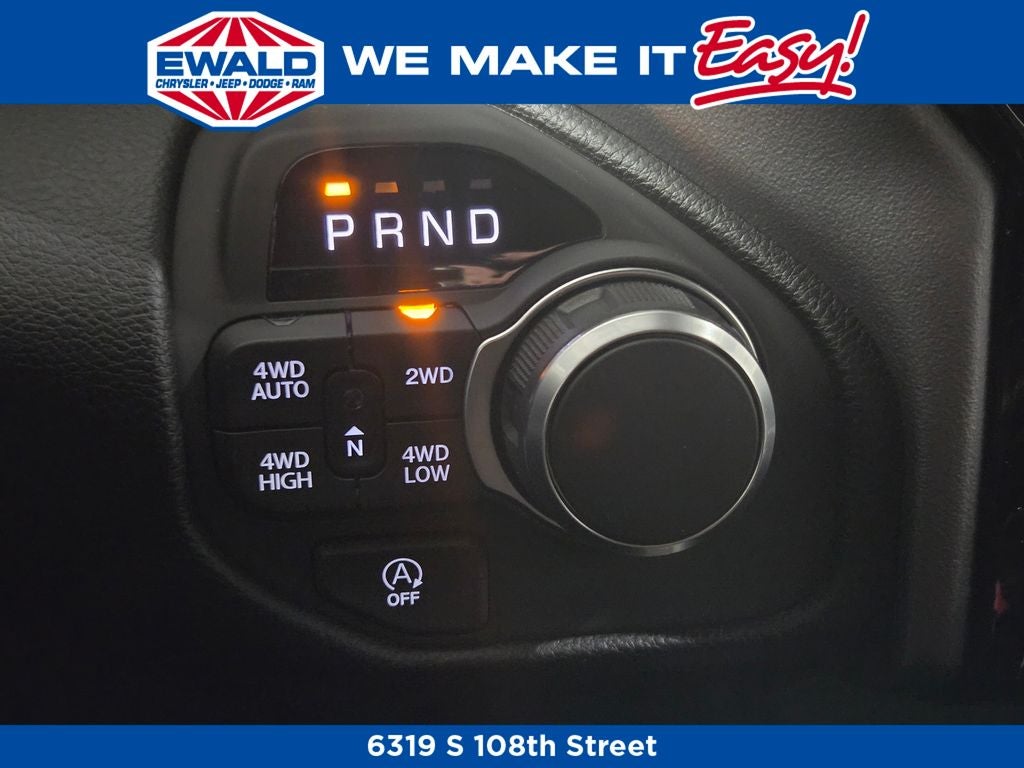 EWALD
CHRYSLER • JEEP • DODGE • RAM
WE MAKE IT Easy!
P R N D
4WD AUTO
2WD
N
4WD HIGH
4WD LOW
A
OFF
6319 S 108th Street